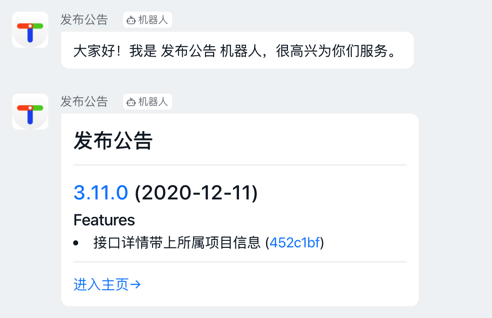 发布公告 机器人
大家好！我是 发布公告 机器人，很高兴为你们服务。
发布公告 机器人
发布公告
3.11.0 (2020-12-11)
Features
• 接口详情带上所属项目信息 (452c1bf)
进入主页→